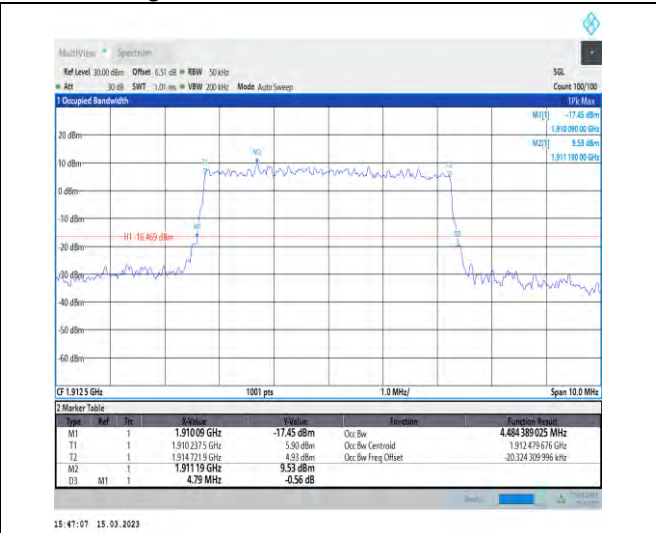 MultiView Spectrum
Ref Level 30.00 dBm Offset 6.51 dB RBW 50 kHz SGL
Att 30 dB SWT 1.01 ms VBW 200 kHz Mode Auto Sweep Count 100/100
1 Occupied Bandwidth 1Pk Max
M1[1] -17.45 dBm
1.910 090 00 GHz
M2[1] 9.53 dBm
1.911 190 00 GHz
20 dBm
M2
10 dBm
T1 T2
0 dBm
-10 dBm
M1 D3
H1 -16.469 dBm
-20 dBm
-30 dBm
-40 dBm
-50 dBm
-60 dBm
CF 1.912 5 GHz 1001 pts 1.0 MHz/ Span 10.0 MHz
2 Marker Table
Type Ref Trc X-Value Y-Value Function Function Result
M1 1 1.910 09 GHz -17.45 dBm Occ Bw 4.484 389 025 MHz
T1 1 1.910 237 5 GHz 5.90 dBm Occ Bw Centroid 1.912 479 676 GHz
T2 1 1.914 721 9 GHz 4.93 dBm Occ Bw Freq Offset -20.324 309 996 kHz
M2 1 1.911 19 GHz 9.53 dBm
D3 M1 1 4.79 MHz -0.56 dB
15:47:07 15.03.2023